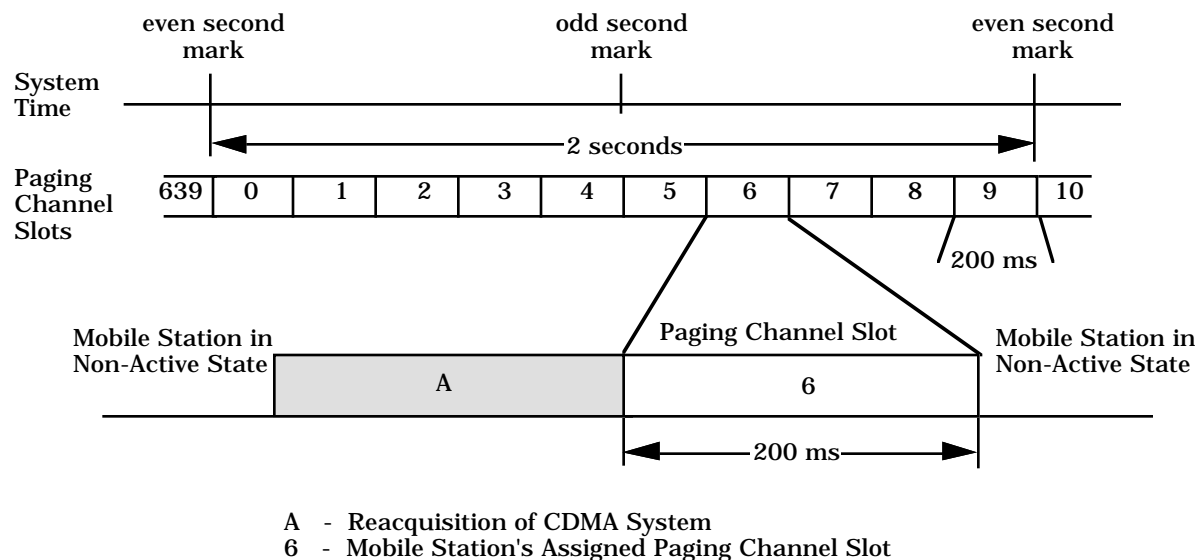 even second
mark
odd second
mark
even second
mark
System
Time
2 seconds
Paging
Channel
Slots
639 0 1 2 3 4 5 6 7 8 9 10
200 ms
Mobile Station in
Non-Active State
Paging Channel Slot
Mobile Station in
Non-Active State
A
6
200 ms
A - Reacquisition of CDMA System
6 - Mobile Station's Assigned Paging Channel Slot